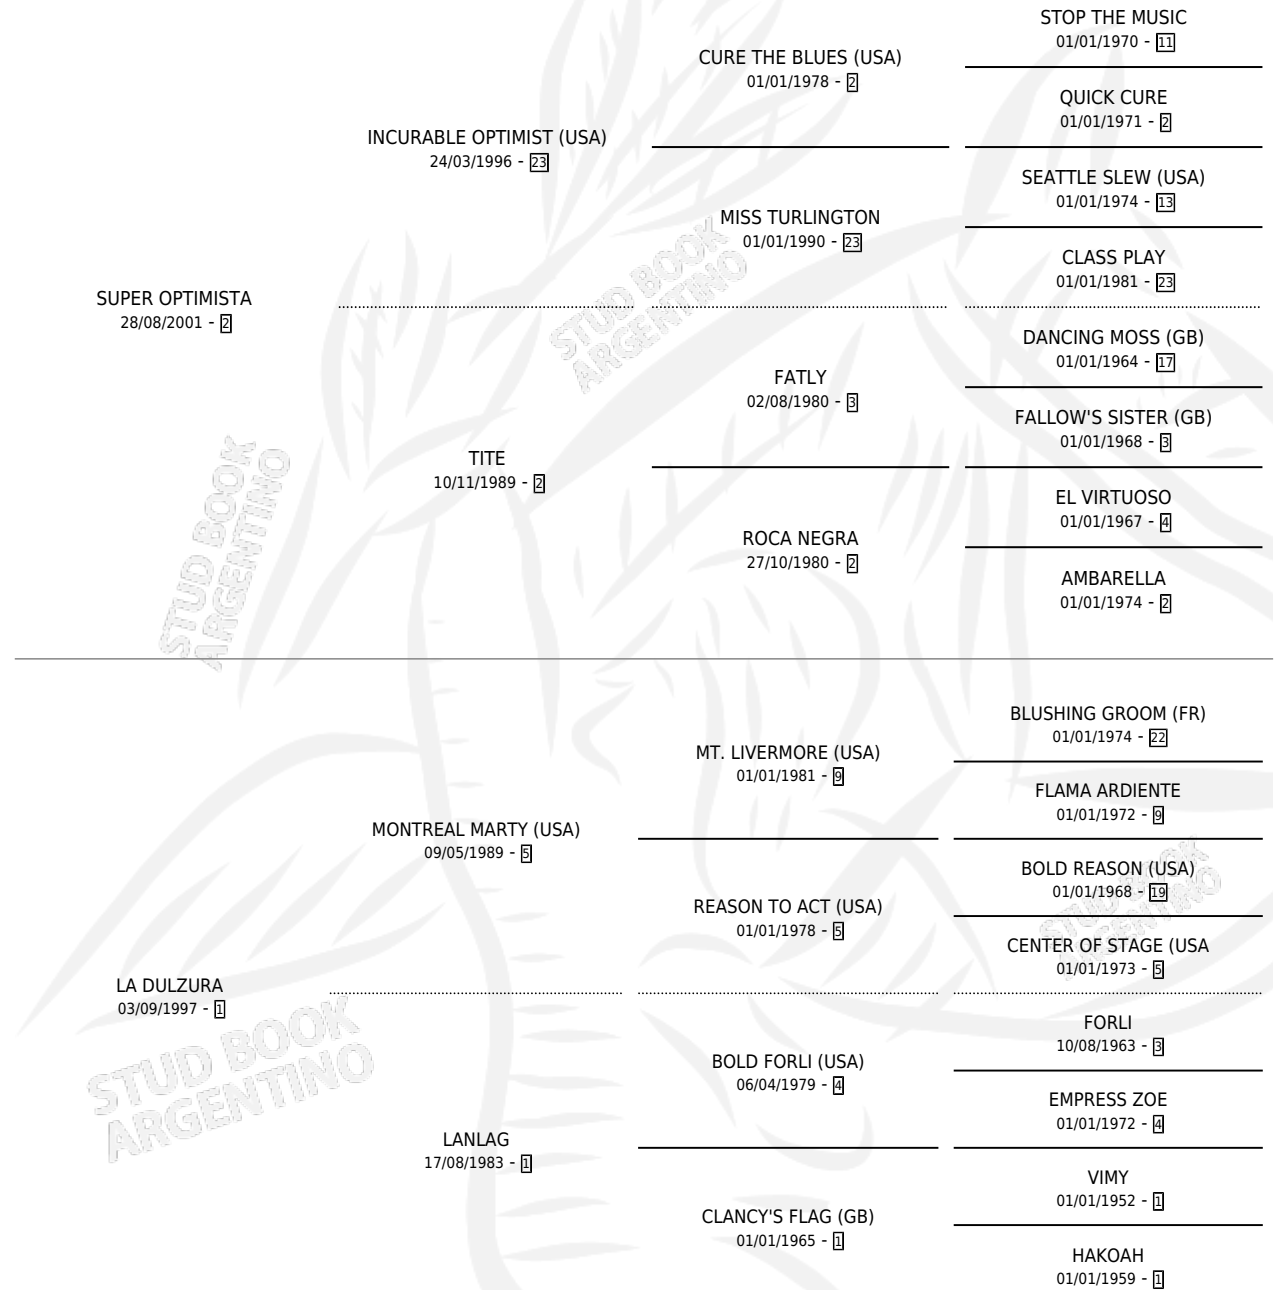 STOP THE MUSIC
01/01/1970 - 11
CURE THE BLUES (USA)
01/01/1978 - 2
QUICK CURE
01/01/1971 - 2
INCURABLE OPTIMIST (USA)
24/03/1996 - 23
SEATTLE SLEW (USA)
01/01/1974 - 13
MISS TURLINGTON
01/01/1990 - 23
CLASS PLAY
01/01/1981 - 23
SUPER OPTIMISTA
28/08/2001 - 2
STUD BOOK
ARGENTINO
DANCING MOSS (GB)
01/01/1964 - 17
FATLY
02/08/1980 - 3
FALLOW'S SISTER (GB)
01/01/1968 - 3
TITE
10/11/1989 - 2
EL VIRTUOSO
01/01/1967 - 4
ROCA NEGRA
27/10/1980 - 2
AMBARELLA
01/01/1974 - 2
STUD BOOK
ARGENTINO
BLUSHING GROOM (FR)
01/01/1974 - 22
MT. LIVERMORE (USA)
01/01/1981 - 9
FLAMA ARDIENTE
01/01/1972 - 9
MONTREAL MARTY (USA)
09/05/1989 - 5
BOLD REASON (USA)
01/01/1968 - 19
STUD BOOK
ARGENTINO
REASON TO ACT (USA)
01/01/1978 - 5
CENTER OF STAGE (USA
01/01/1973 - 5
LA DULZURA
03/09/1997 - 1
STUD BOOK
ARGENTINO
FORLI
10/08/1963 - 3
BOLD FORLI (USA)
06/04/1979 - 4
EMPRESS ZOE
01/01/1972 - 4
LANLAG
17/08/1983 - 1
VIMY
01/01/1952 - 1
CLANCY'S FLAG (GB)
01/01/1965 - 1
HAKOAH
01/01/1959 - 1